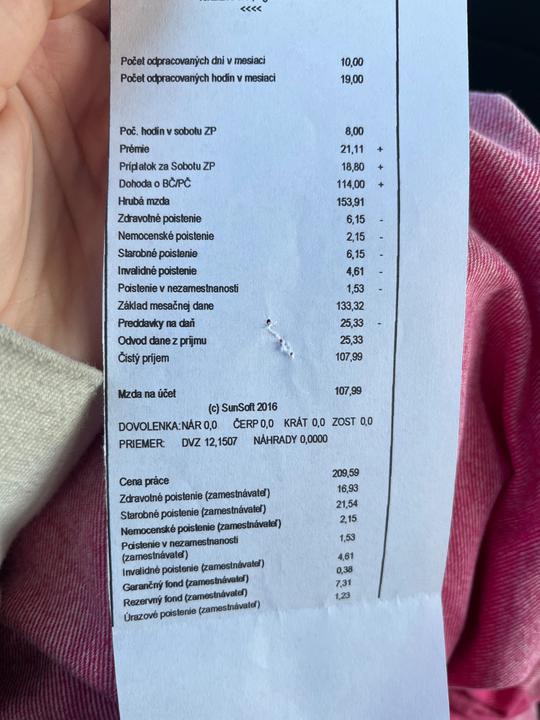 <<<<
Počet odpracovaných dní v mesiaci 10,00
Počet odpracovaných hodín v mesiaci 19,00
Poč. hodín v sobotu ZP 8,00
Prémie 21,11 +
Príplatok za Sobotu ZP 18,80 +
Dohoda o BČ/PČ 114,00 +
Hrubá mzda 153,91
Zdravotné poistenie 6,15 -
Nemocenské poistenie 2,15 -
Starobné poistenie 6,15 -
Invalidné poistenie 4,61 -
Poistenie v nezamestnanosti 1,53 -
Základ mesačnej dane 133,32
Preddavky na daň 25,33 -
Odvod dane z príjmu 25,33
Čistý príjem 107,99
Mzda na účet 107,99
(c) SunSoft 2016
DOVOLENKA: NÁR 0,0 ČERP 0,0 KRÁT 0,0 ZOST 0,0
PRIEMER: DVZ 12,1507 NÁHRADY 0,0000
Cena práce 209,59
Zdravotné poistenie (zamestnávateľ) 16,93
Starobné poistenie (zamestnávateľ) 21,54
Nemocenské poistenie (zamestnávateľ) 2,15
Poistenie v nezamestnanosti 1,53
(zamestnávateľ)
Invalidné poistenie (zamestnávateľ) 4,61
Garančný fond (zamestnávateľ) 0,38
Rezervný fond (zamestnávateľ) 7,31
Úrazové poistenie (zamestnávateľ) 1,23